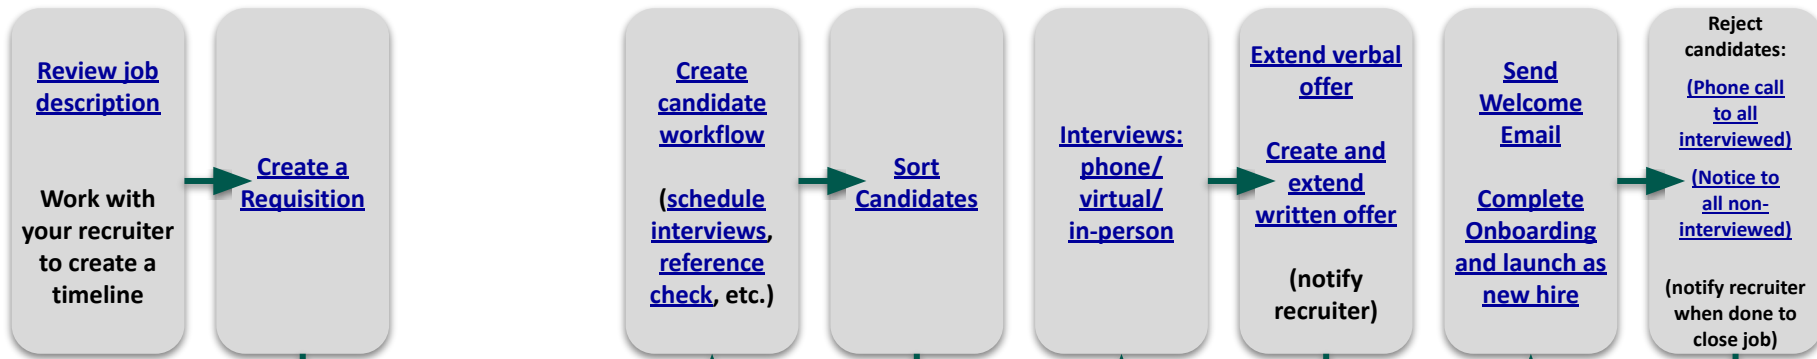 Review job
description
Work with
your recruiter
to create a
timeline
Create a
Requisition
Create
candidate
workflow
(schedule
interviews,
reference
check, etc.)
Sort
Candidates
Interviews:
phone/
virtual/
in-person
Extend verbal
offer
Create and
extend
written offer
(notify
recruiter)
Send
Welcome
Email
Complete
Onboarding
and launch as
new hire
Reject
candidates:
(Phone call
to all
interviewed)
(Notice to
all non-
interviewed)
(notify recruiter
when done to
close job)